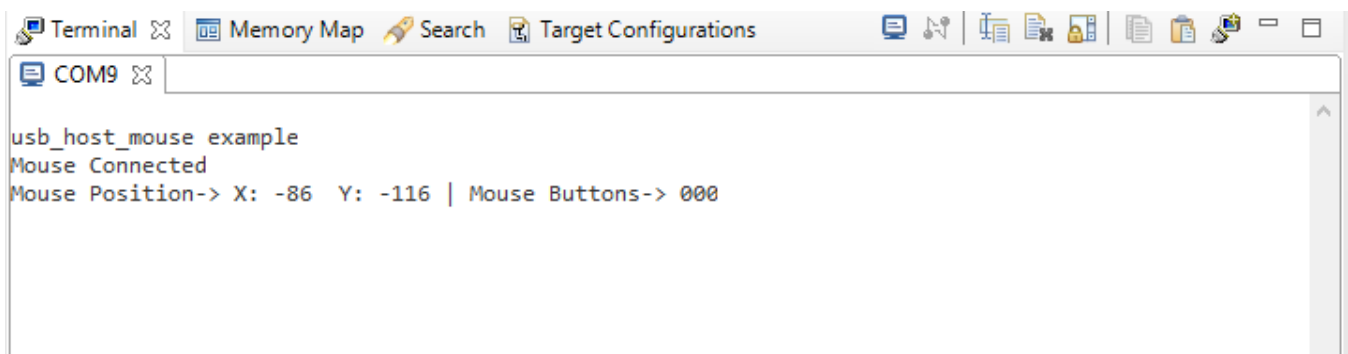 Terminal Memory Map Search Target Configurations
COM9
usb_host_mouse example
Mouse Connected
Mouse Position-> X: -86  Y: -116 | Mouse Buttons-> 000